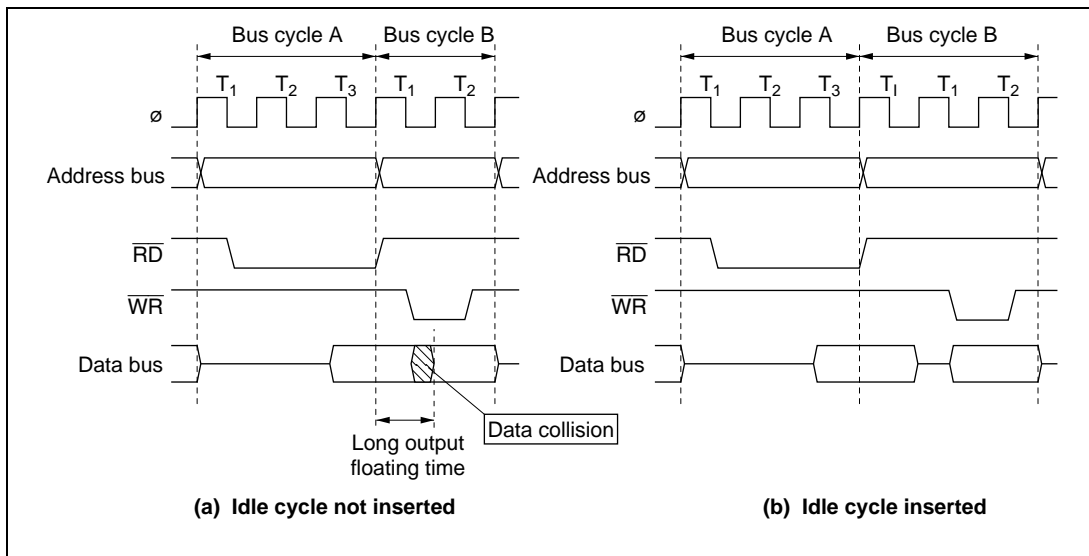 Bus cycle A Bus cycle B
T1 T2 T3 T1 T2
ø
Address bus
RD
WR
Data bus
Data collision
Long output
floating time
(a) Idle cycle not inserted
Bus cycle A Bus cycle B
T1 T2 T3 TI T1 T2
ø
Address bus
RD
WR
Data bus
(b) Idle cycle inserted